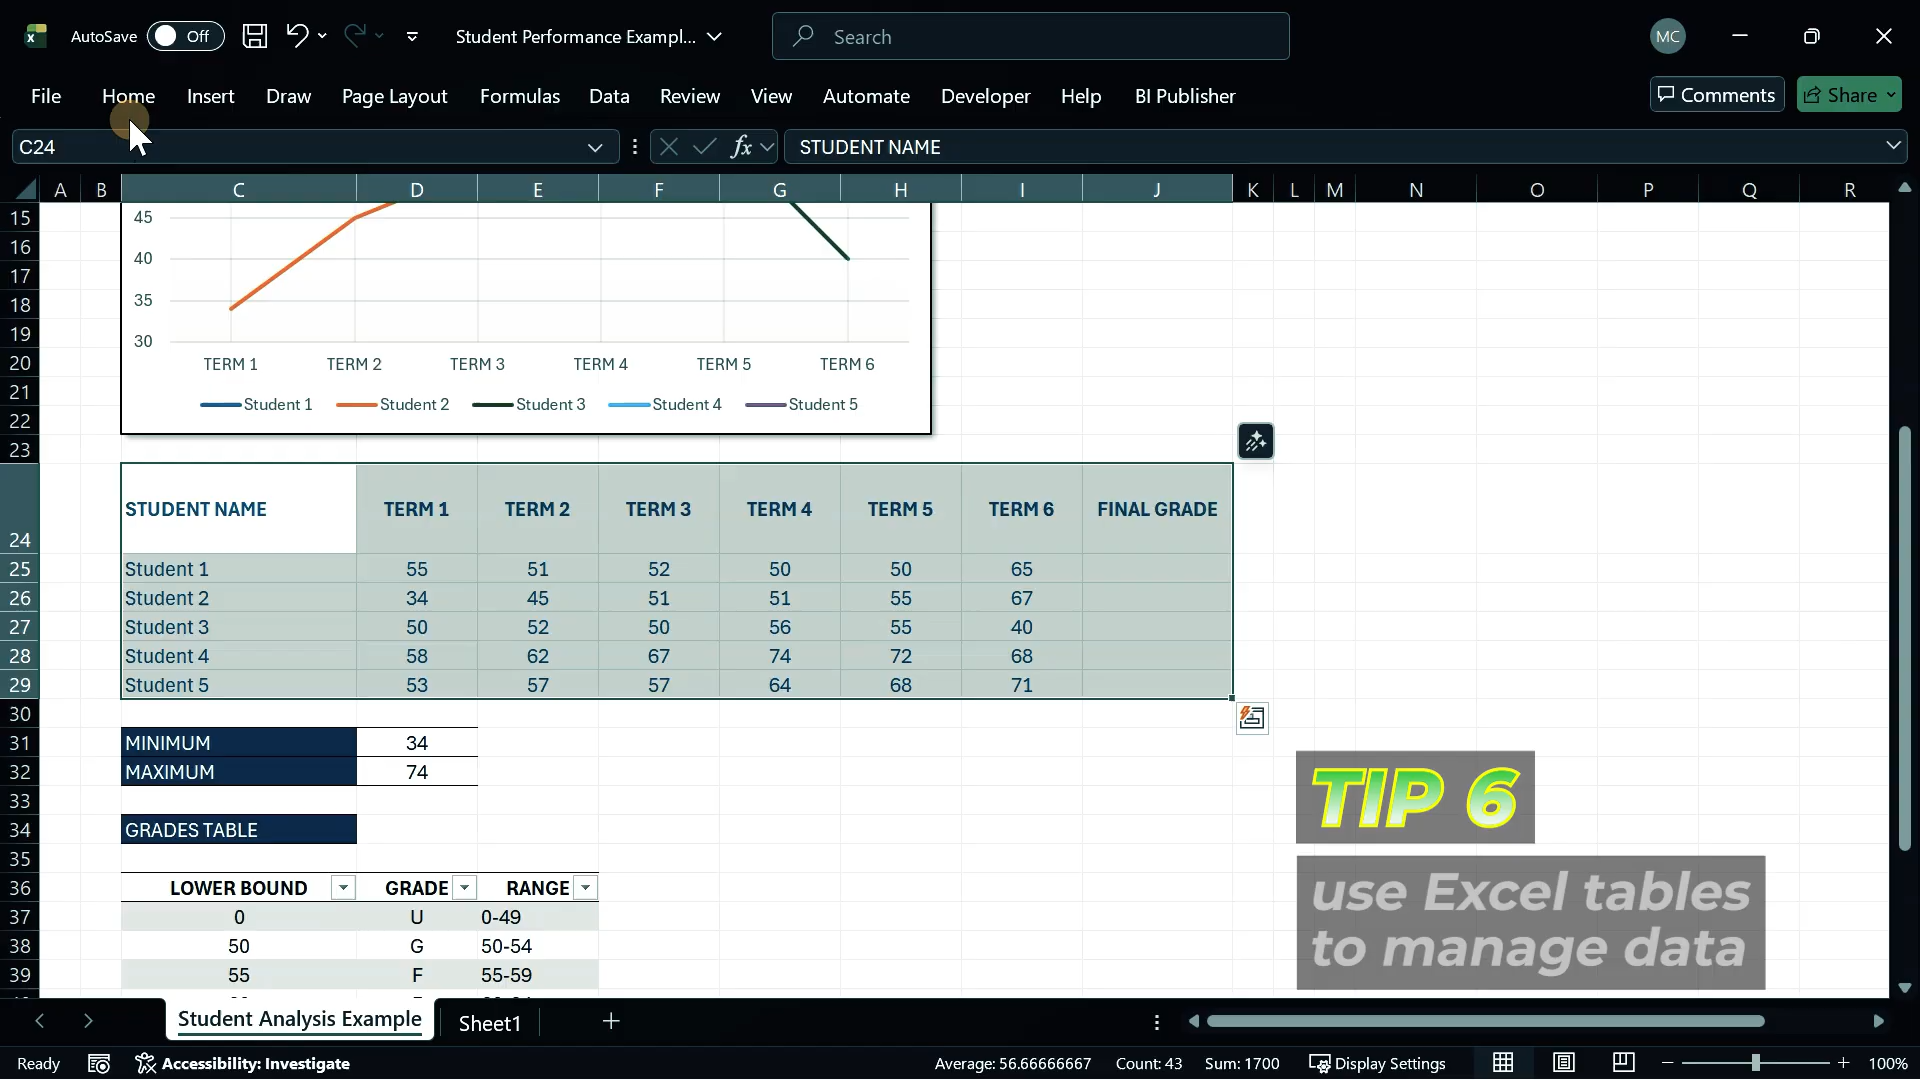 AutoSave Off Student Performance Exampl... Search MC
File Home Insert Draw Page Layout Formulas Data Review View Automate Developer Help BI Publisher Comments Share
C24 fx STUDENT NAME
A B C D E F G H I J K L M N O P Q R
15 45
16 40
17
18 35
19 30
20 TERM 1 TERM 2 TERM 3 TERM 4 TERM 5 TERM 6
21 Student 1 Student 2 Student 3 Student 4 Student 5
22
23
24 STUDENT NAME TERM 1 TERM 2 TERM 3 TERM 4 TERM 5 TERM 6 FINAL GRADE
25 Student 1 55 51 52 50 50 65
26 Student 2 34 45 51 51 55 67
27 Student 3 50 52 50 56 55 40
28 Student 4 58 62 67 74 72 68
29 Student 5 53 57 57 64 68 71
30
31 MINIMUM 34
32 MAXIMUM 74
33
34 GRADES TABLE
35
36 LOWER BOUND GRADE RANGE
37 0 U 0-49
38 50 G 50-54
39 55 F 55-59
TIP 6
use Excel tables
to manage data
Student Analysis Example Sheet1
Ready Accessibility: Investigate Average: 56.66666667 Count: 43 Sum: 1700 Display Settings 100%